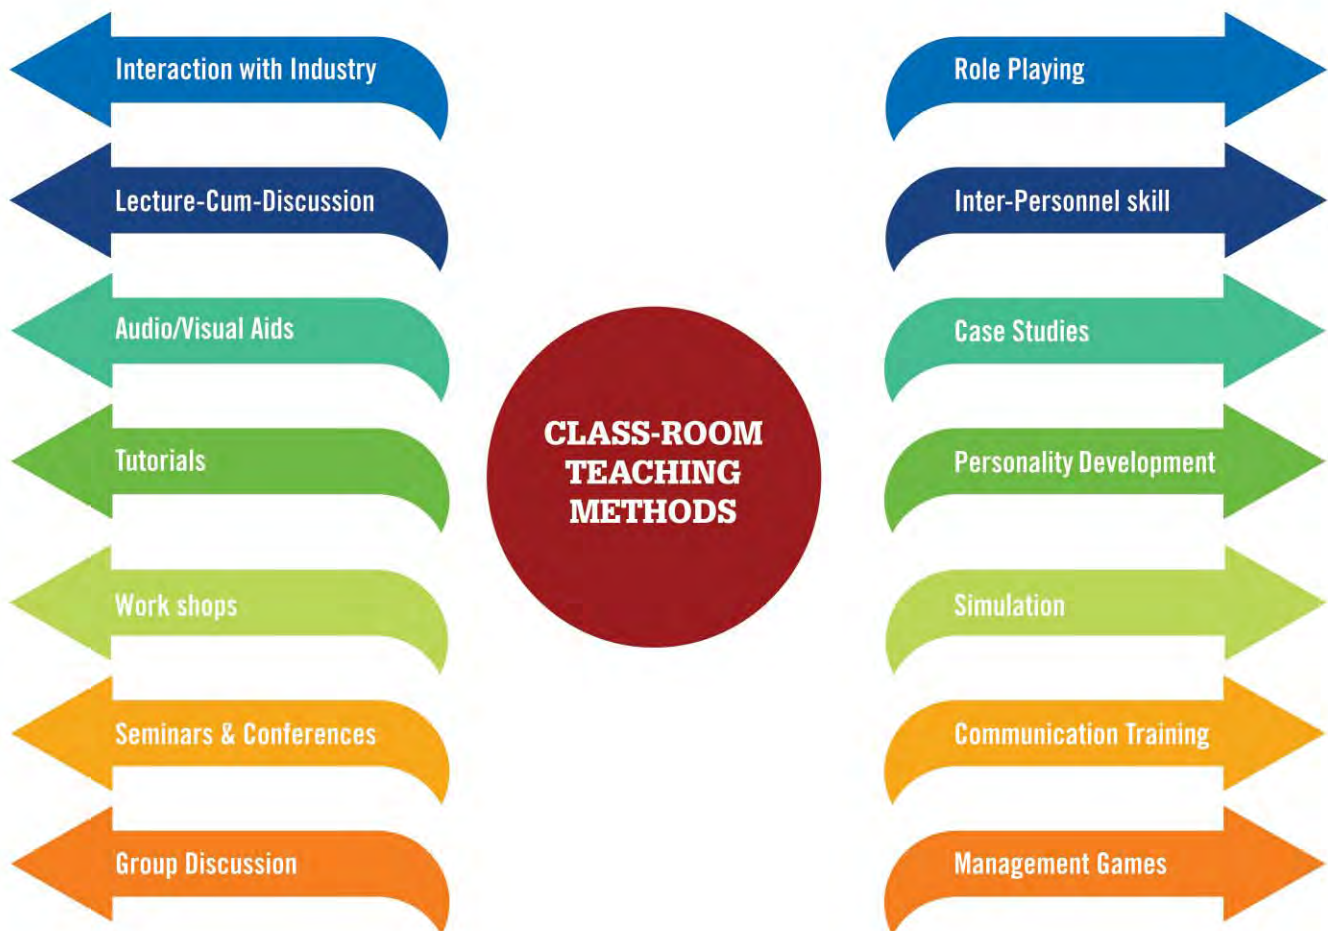 Interaction with Industry
Lecture-Cum-Discussion
Audio/Visual Aids
Tutorials
Work shops
Seminars & Conferences
Group Discussion
CLASS-ROOM
TEACHING
METHODS
Role Playing
Inter-Personnel skill
Case Studies
Personality Development
Simulation
Communication Training
Management Games